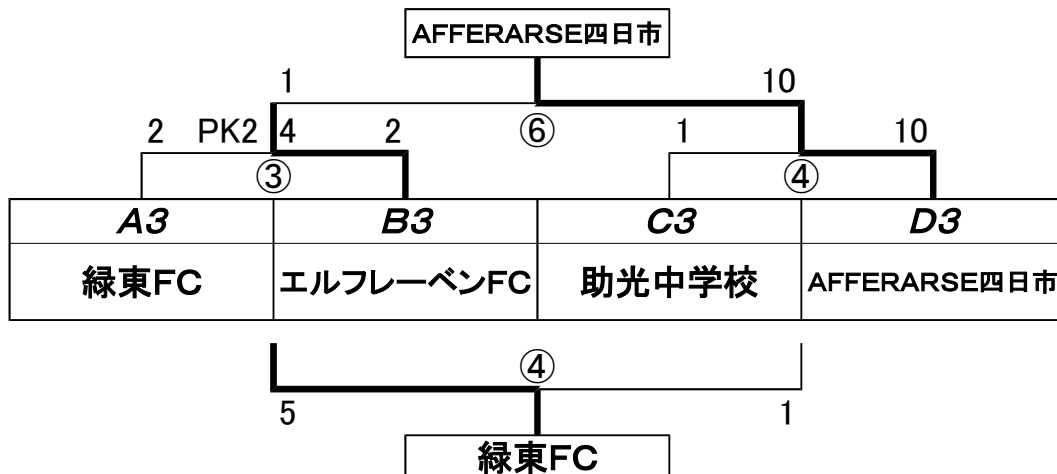 AFFERARSE四日市
1 10
2 PK2 4 2 ⑥ 1 10
③ ④
A3 B3 C3 D3
緑東FC エルフレーベンFC 助光中学校 AFFERARSE四日市
④
5 1
緑東FC